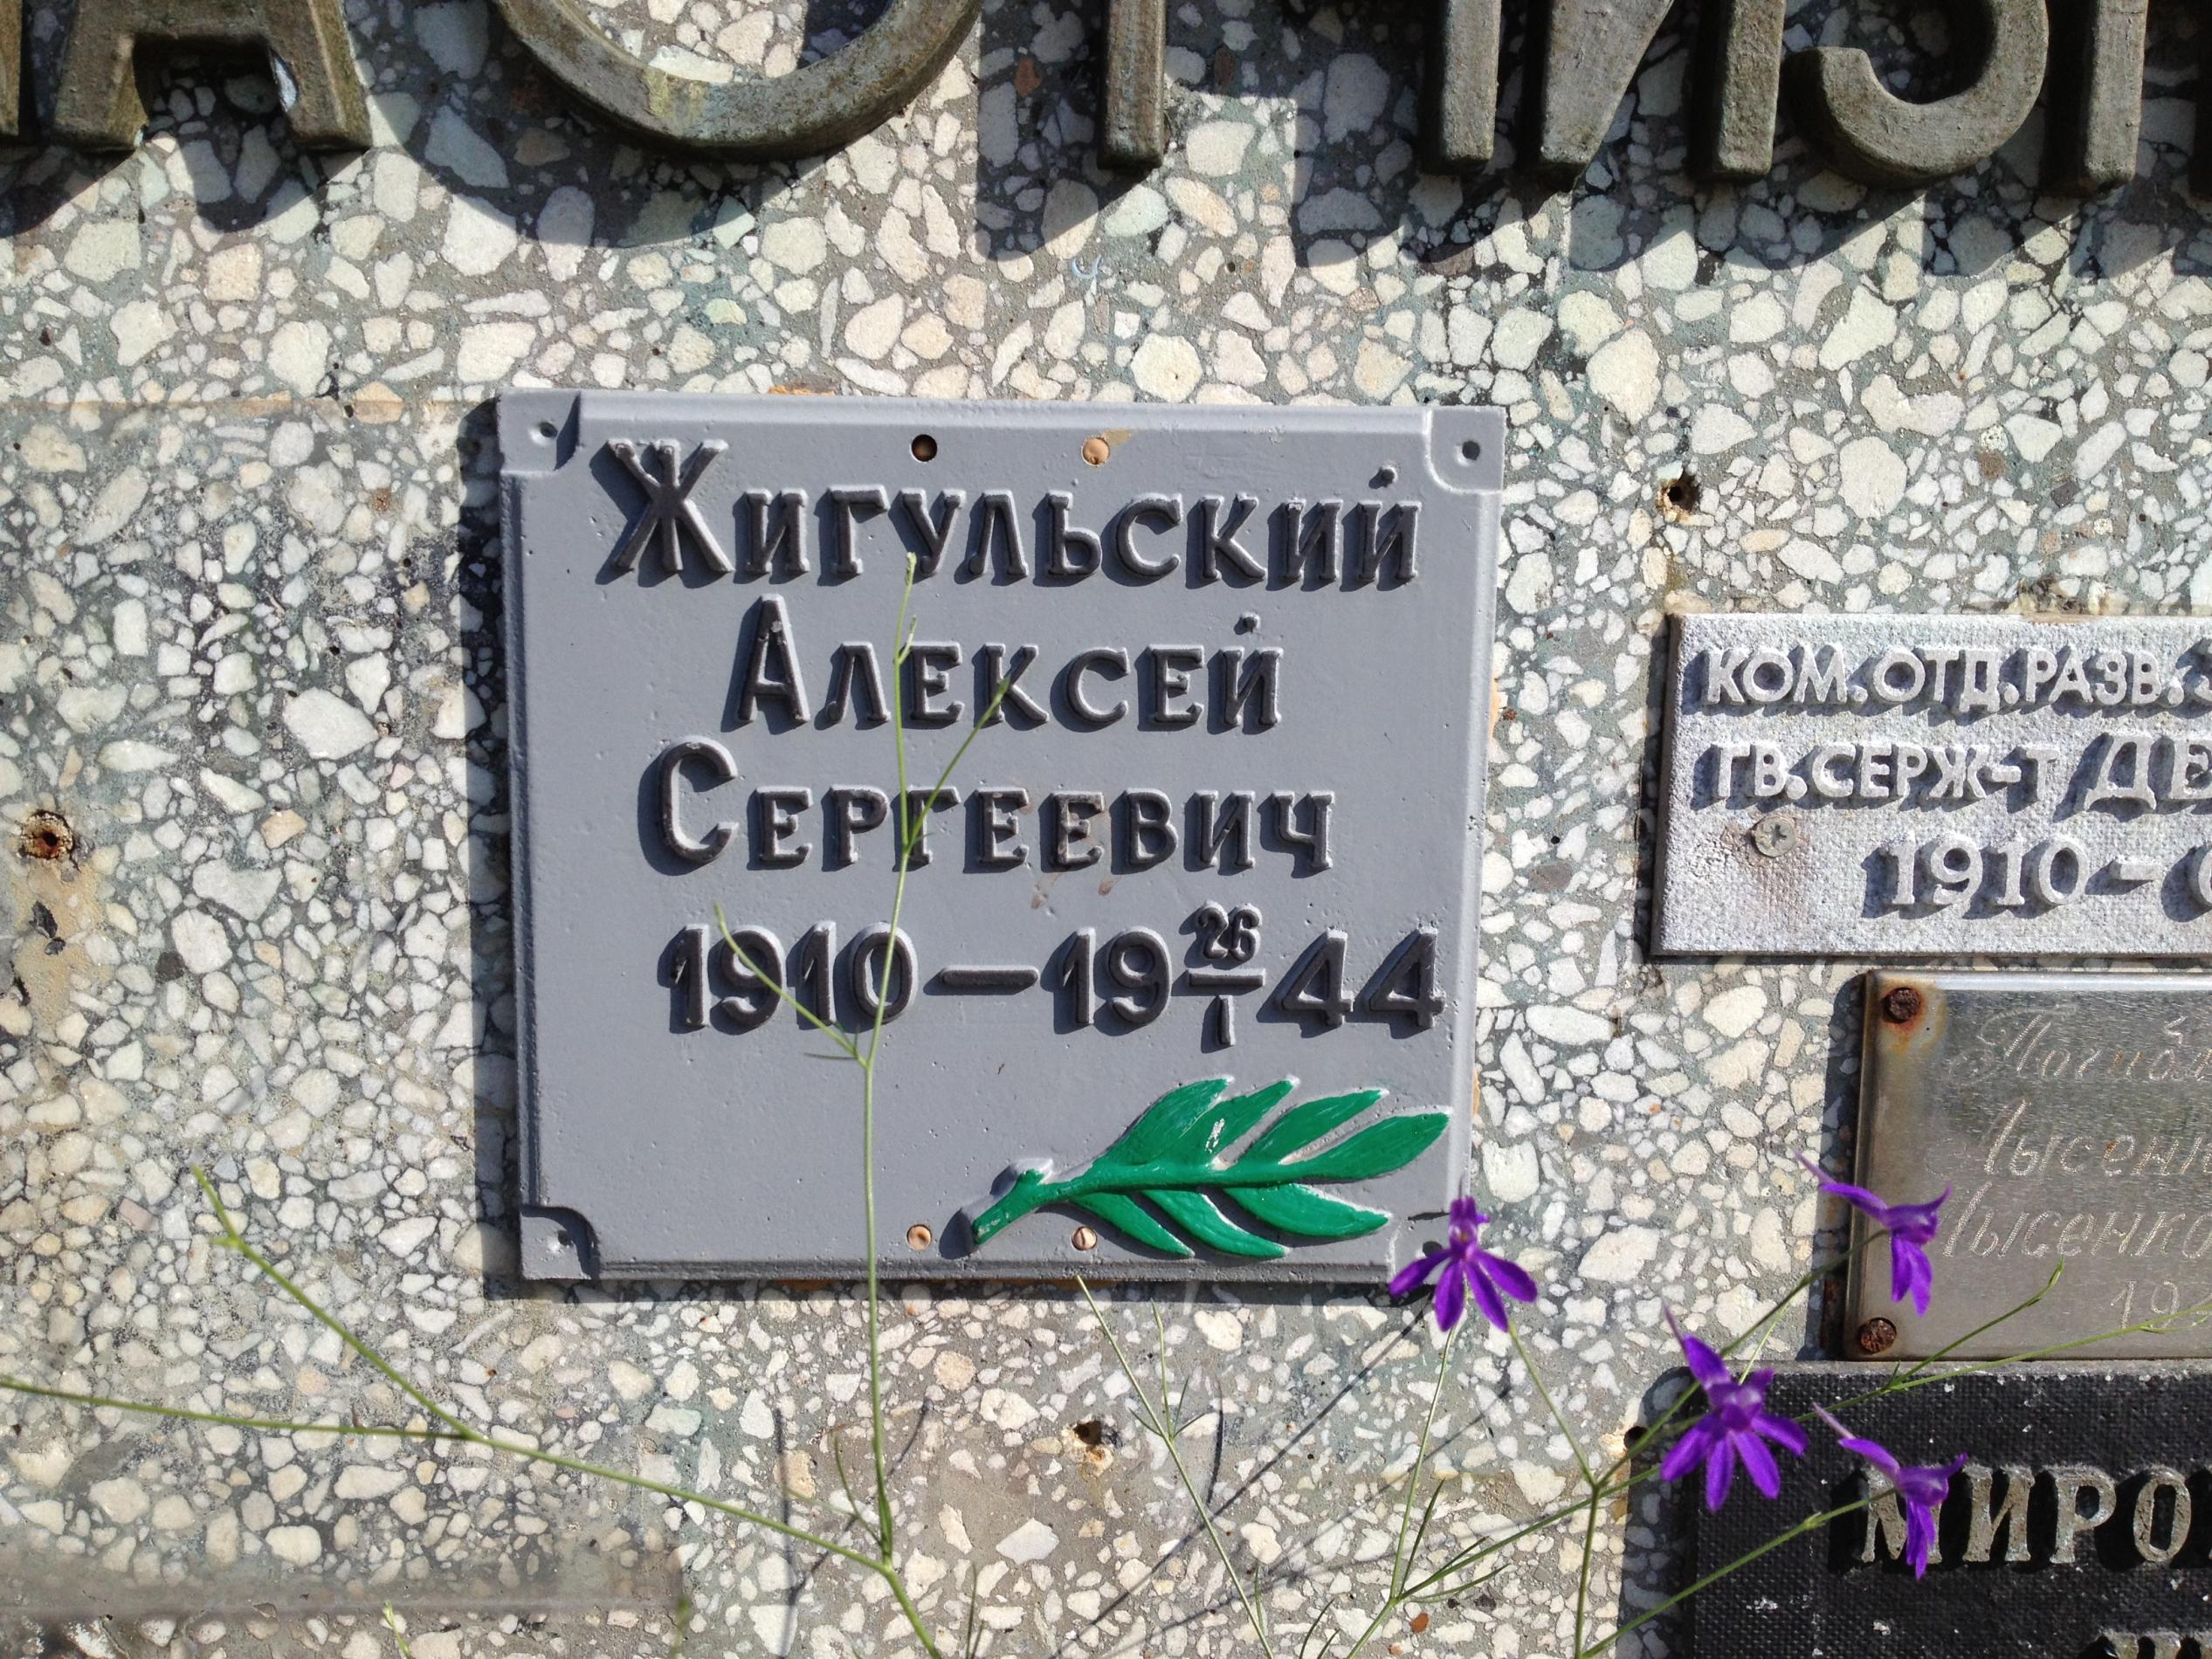 Жигульский
Алексей
Сергеевич
1910 — 19 26/I 44
КОМ.ОТД.РАЗВ.
ГВ.СЕРЖ-Т
1910 –